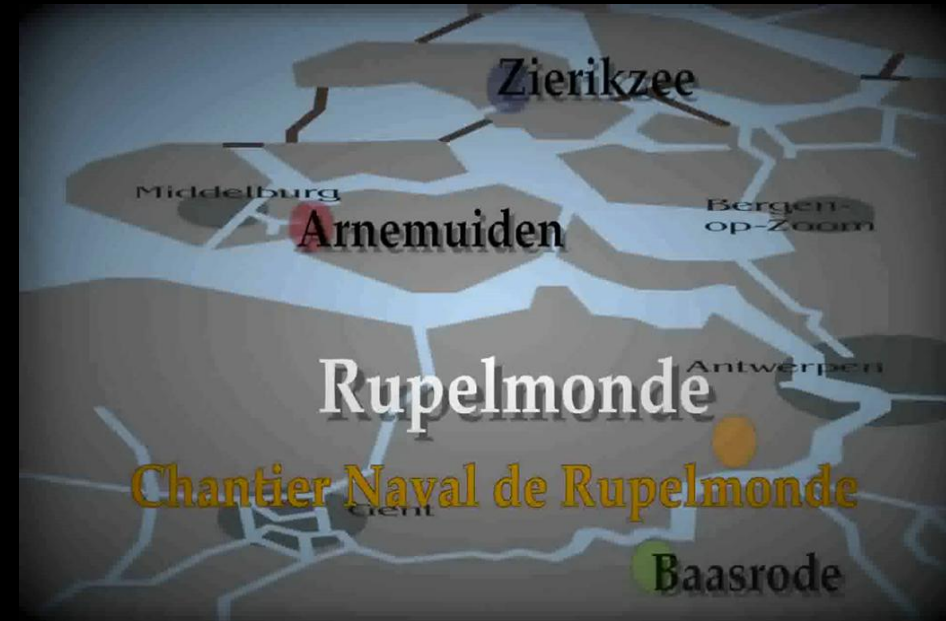 Zierikzee
Middelburg
Arnemuiden
Bergen-
op-Zoom
Rupelmonde
Antwerpen
Chantier Naval de Rupelmonde
Gent
Baasrode